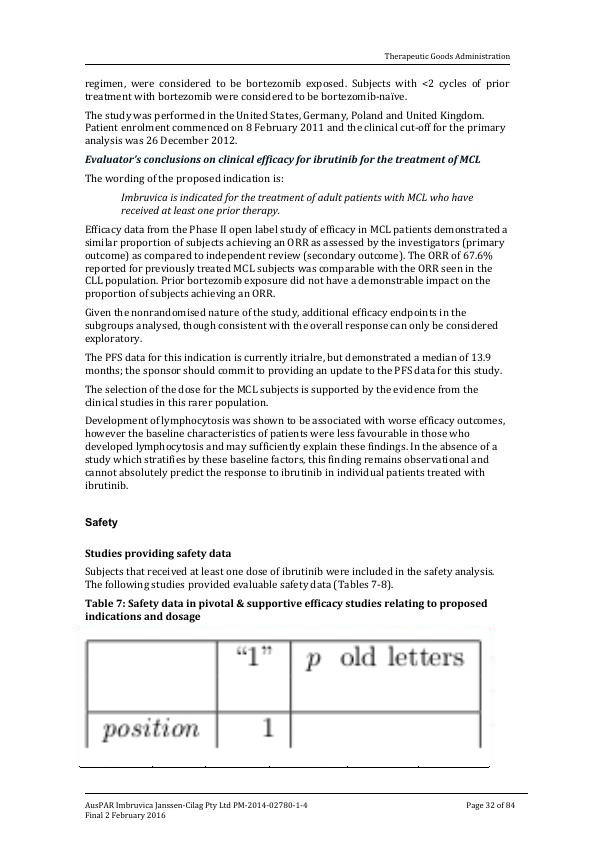 Therapeutic Goods Administration
regimen, were considered to be bortezomib exposed. Subjects with <2 cycles of prior
treatment with bortezomib were considered to be bortezomib-naïve.
The study was performed in the United States, Germany, Poland and United Kingdom.
Patient enrolment commenced on 8 February 2011 and the clinical cut-off for the primary
analysis was 26 December 2012.
Evaluator's conclusions on clinical efficacy for ibrutinib for the treatment of MCL
The wording of the proposed indication is:
Imbruvica is indicated for the treatment of adult patients with MCL who have
received at least one prior therapy.
Efficacy data from the Phase II open label study of efficacy in MCL patients demonstrated a
similar proportion of subjects achieving an ORR as assessed by the investigators (primary
outcome) as compared to independent review (secondary outcome). The ORR of 67.6%
reported for previously treated MCL subjects was comparable with the ORR seen in the
CLL population. Prior bortezomib exposure did not have a demonstrable impact on the
proportion of subjects achieving an ORR.
Given the nonrandomised nature of the study, additional efficacy endpoints in the
subgroups analysed, though consistent with the overall response can only be considered
exploratory.
The PFS data for this indication is currently itrialre, but demonstrated a median of 13.9
months; the sponsor should commit to providing an update to the PFS data for this study.
The selection of the dose for the MCL subjects is supported by the evidence from the
clinical studies in this rarer population.
Development of lymphocytosis was shown to be associated with worse efficacy outcomes,
however the baseline characteristics of patients were less favourable in those who
developed lymphocytosis and may sufficiently explain these findings. In the absence of a
study which stratifies by these baseline factors, this finding remains observational and
cannot absolutely predict the response to ibrutinib in individual patients treated with
ibrutinib.
Safety
Studies providing safety data
Subjects that received at least one dose of ibrutinib were included in the safety analysis.
The following studies provided evaluable safety data (Tables 7-8).
Table 7: Safety data in pivotal & supportive efficacy studies relating to proposed
indications and dosage
“1” p old letters
position 1
AusPAR Imbruvica Janssen-Cilag Pty Ltd PM-2014-02780-1-4 Page 32 of 84
Final 2 February 2016